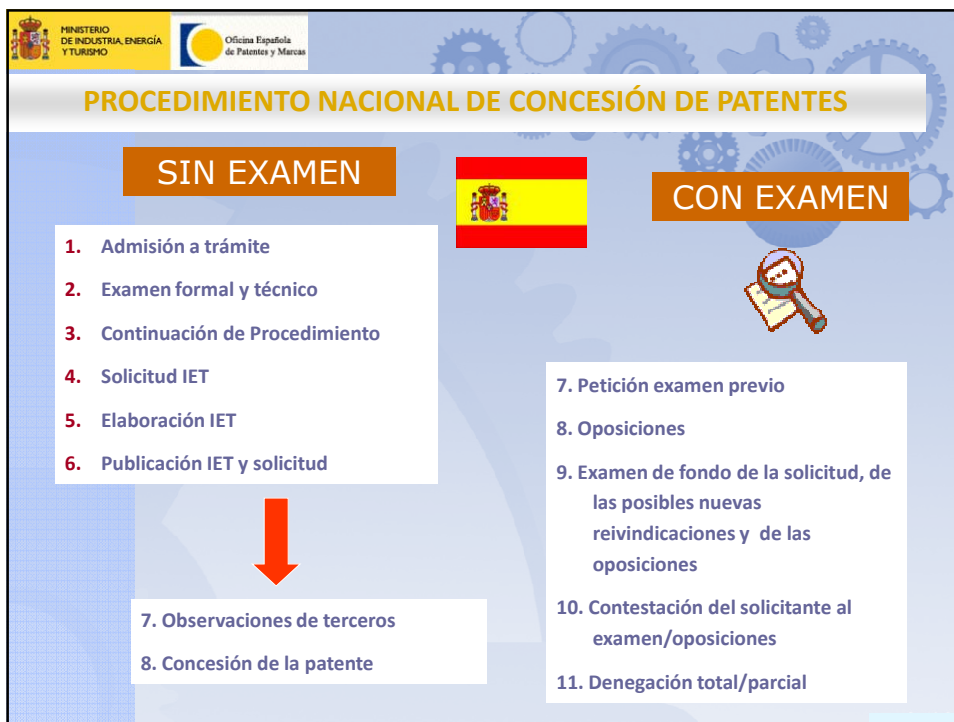 MINISTERIO
DE INDUSTRIA, ENERGÍA
Y TURISMO
Oficina Española
de Patentes y Marcas
PROCEDIMIENTO NACIONAL DE CONCESIÓN DE PATENTES
SIN EXAMEN
1. Admisión a trámite
2. Examen formal y técnico
3. Continuación de Procedimiento
4. Solicitud IET
5. Elaboración IET
6. Publicación IET y solicitud
7. Observaciones de terceros
8. Concesión de la patente
CON EXAMEN
7. Petición examen previo
8. Oposiciones
9. Examen de fondo de la solicitud, de
las posibles nuevas
reivindicaciones y de las
oposiciones
10. Contestación del solicitante al
examen/oposiciones
11. Denegación total/parcial